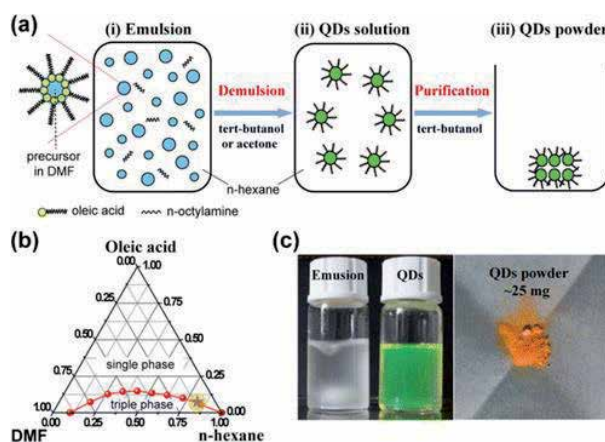 (a)
(i) Emulsion
(ii) QDs solution
(iii) QDs powder
Demulsion
Purification
tert-butanol
or acetone
tert-butanol
precursor
in DMF
n-hexane
oleic acid
n-octylamine
(b)
Oleic acid
0.00 1.00
0.25 0.75
0.50 0.50
single phase
0.75 0.25
triple phase
1.00 0.00
0.00 0.25 0.50 0.75 1.00
DMF
n-hexane
(c)
Emusion
QDs
QDs powder
~25 mg